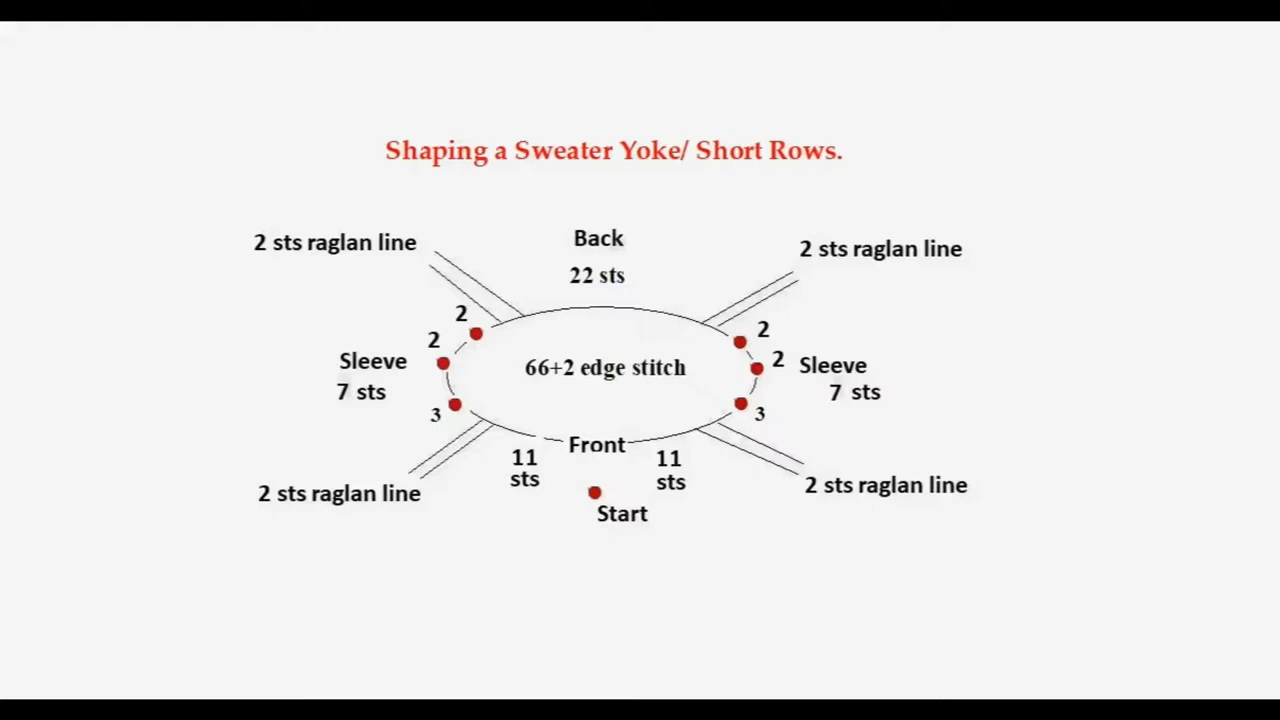 Shaping a Sweater Yoke/ Short Rows.
2 sts raglan line
Back
2 sts raglan line
22 sts
2
2
2
2
Sleeve
7 sts
66+2 edge stitch
Sleeve
7 sts
3
3
Front
11
sts
11
sts
2 sts raglan line
2 sts raglan line
Start